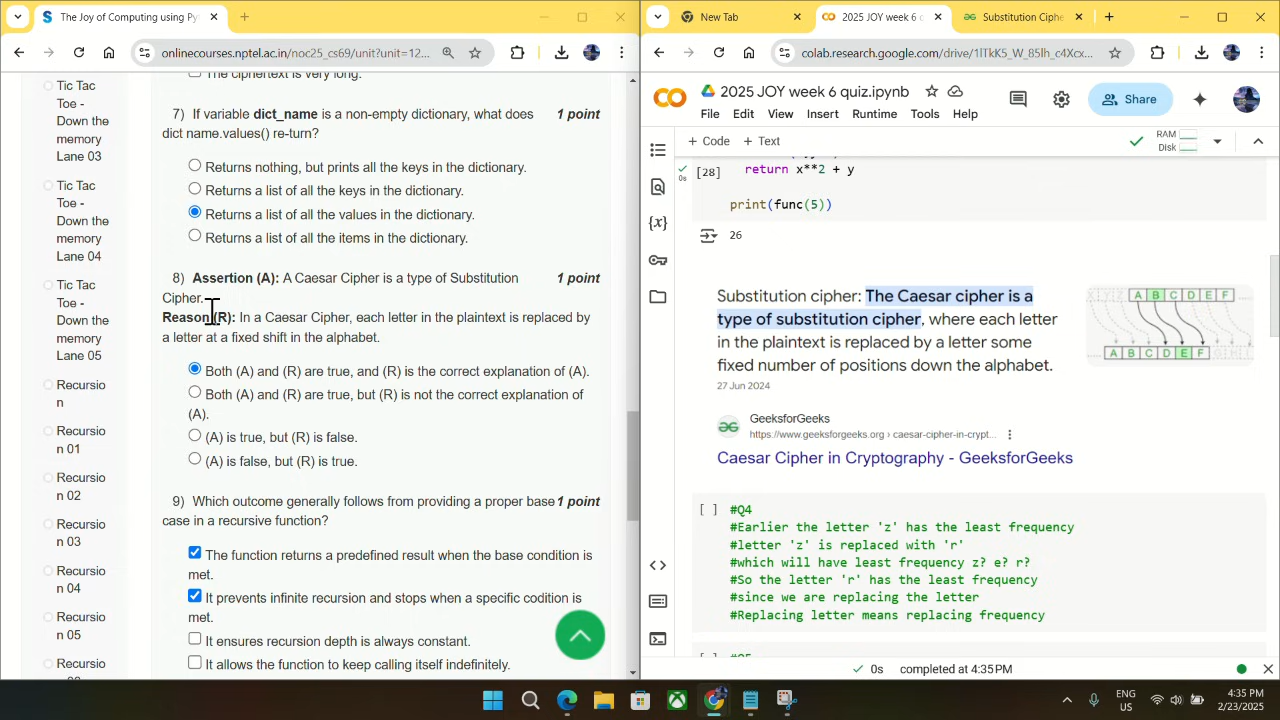 The Joy of Computing using Py
onlinecourses.nptel.ac.in/noc25_cs69/unit?unit=12...
Tic Tac
Toe -
Down the
memory
Lane 03
Tic Tac
Toe -
Down the
memory
Lane 04
Tic Tac
Toe -
Down the
memory
Lane 05
Recursio
n
Recursio
n 01
Recursio
n 02
Recursio
n 03
Recursio
n 04
Recursio
n 05
Recursio
The ciphertext is very long.
7) If variable dict_name is a non-empty dictionary, what does 1 point
dict name.values() re-turn?
Returns nothing, but prints all the keys in the dictionary.
Returns a list of all the keys in the dictionary.
Returns a list of all the values in the dictionary.
Returns a list of all the items in the dictionary.
8) Assertion (A): A Caesar Cipher is a type of Substitution 1 point
Cipher.
Reason (R): In a Caesar Cipher, each letter in the plaintext is replaced by
a letter at a fixed shift in the alphabet.
Both (A) and (R) are true, and (R) is the correct explanation of (A).
Both (A) and (R) are true, but (R) is not the correct explanation of
(A).
(A) is true, but (R) is false.
(A) is false, but (R) is true.
9) Which outcome generally follows from providing a proper base 1 point
case in a recursive function?
The function returns a predefined result when the base condition is
met.
It prevents infinite recursion and stops when a specific codition is
met.
It ensures recursion depth is always constant.
It allows the function to keep calling itself indefinitely.
New Tab
2025 JOY week 6 q
Substitution Ciphe
colab.research.google.com/drive/1lTkK5_W_85lh_c4Xcx...
2025 JOY week 6 quiz.ipynb
File Edit View Insert Runtime Tools Help
Share
+ Code + Text
RAM
Disk
[28] return x**2 + y
0s
print(func(5))
26
Substitution cipher: The Caesar cipher is a
type of substitution cipher, where each letter
in the plaintext is replaced by a letter some
fixed number of positions down the alphabet.
27 Jun 2024
A B C D E F
A B C D E F
GeeksforGeeks
https://www.geeksforgeeks.org › caesar-cipher-in-crypt...
Caesar Cipher in Cryptography - GeeksforGeeks
[ ] #Q4
#Earlier the letter 'z' has the least frequency
#letter 'z' is replaced with 'r'
#which will have least frequency z? e? r?
#So the letter 'r' has the least frequency
#since we are replacing the letter
#Replacing letter means replacing frequency
0s completed at 4:35 PM
ENG
US
4:35 PM
2/23/2025